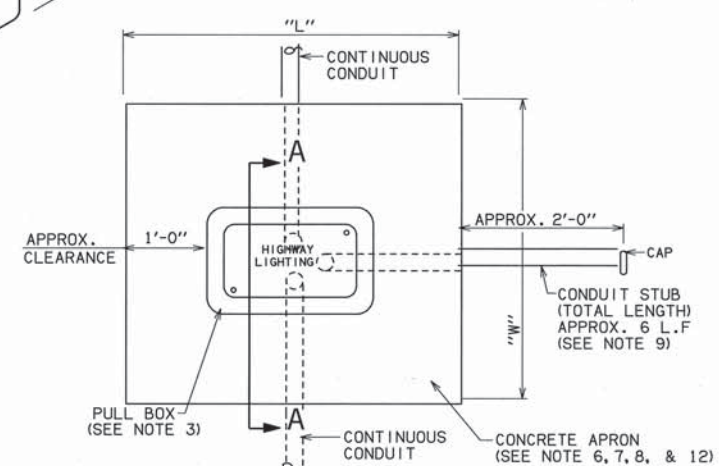 "L"
CONTINUOUS
CONDUIT
A
APPROX. 2'-0"
APPROX.
CLEARANCE
1'-0"
HIGHWAY
LIGHTING
CAP
CONDUIT STUB
(TOTAL LENGTH)
APPROX. 6 L.F
(SEE NOTE 9)
"W"
PULL BOX
(SEE NOTE 3)
A
CONTINUOUS
CONDUIT
CONCRETE APRON
(SEE NOTE 6, 7, 8, & 12)